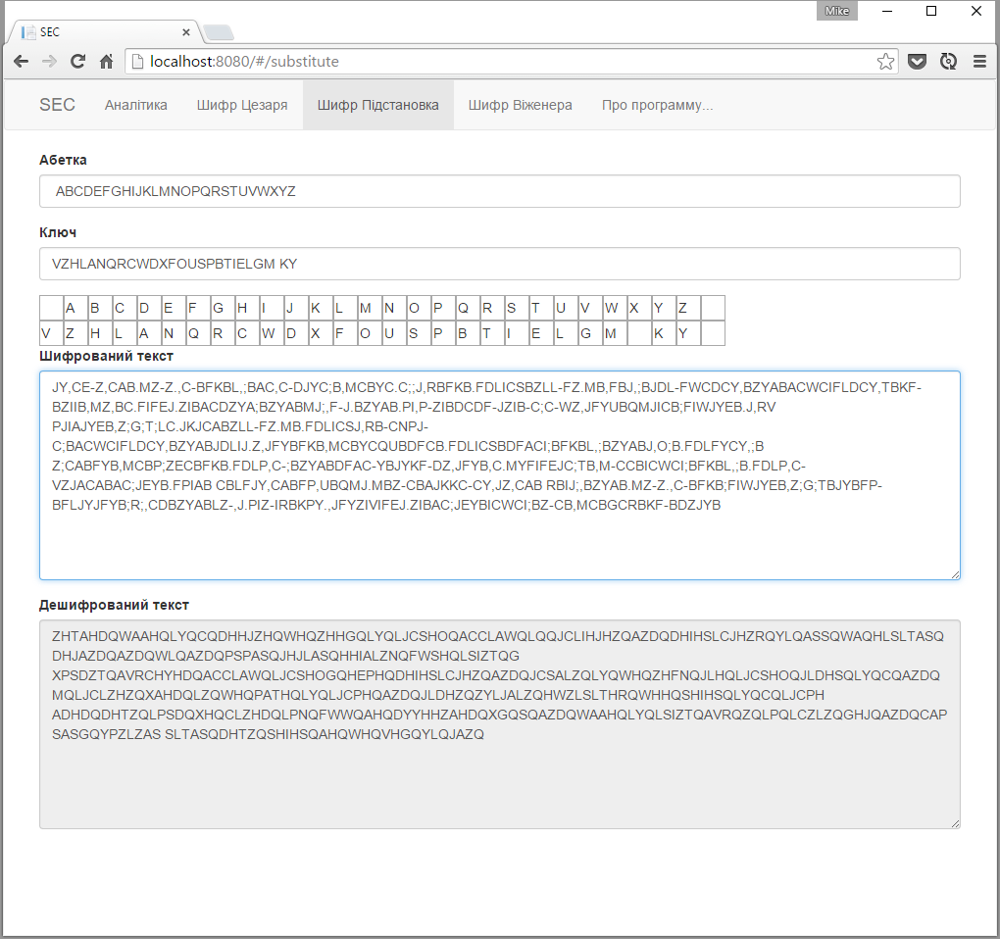 Mike
SEC
localhost:8080/#/substitute
SEC Аналітика Шифр Цезаря Шифр Підстановка Шифр Віженера Про программу...
Абетка
ABCDEFGHIJKLMNOPQRSTUVWXYZ
Ключ
VZHLANQRCWDXFOUSPBTIELGM KY
A B C D E F G H I J K L M N O P Q R S T U V W X Y Z
V Z H L A N Q R C W D X F O U S P B T I E L G M K Y
Шифрований текст
JY,CE-Z,CAB.MZ-Z.,C-BFKBL,;BAC,C-DJYC;B,MCBYC.C;;J,RBFKB.FDLICSBZLL-FZ.MB,FBJ,;BJDL-FWCDCY,BZYABACWCIFLDCY,TBKF-
BZIIB,MZ,BC.FIFEJ.ZIBACDZYA;BZYABMJ;,F-J.BZYAB.PI,P-ZIBDCDF-JZIB-C;C-WZ,JFYUBQMJICB;FIWJYEB.J,RV
PJIAJYEB,Z;G;T;LC.JKJCABZLL-FZ.MB.FDLICSJ,RB-CNPJ-
C;BACWCIFLDCY,BZYABJDLIJ.Z,JFYBFKB,MCBYCQUBDFCB.FDLICSBDFACI;BFKBL,;BZYABJ,O;B.FDLFYCY,;B
Z;CABFYB,MCBP;ZECBFKB.FDLP,C-;BZYABDFAC-YBJYKF-DZ,JFYB,C.MYFIFEJC;TB,M-CCBICWCI;BFKBL,;B.FDLP,C-
VZJACABAC;JEYB.FPIAB CBLFJY,CABFP,UBQMJ.MBZ-CBAJKKC-CY,JZ,CAB RBIJ;,BZYAB.MZ-Z.,C-BFKB;FIWJYEB,Z;G;TBJYBFP-
BFLJYJFYB;R;,CDBZYABLZ-,J.PIZ-IRBKPY.,JFYZIVIFEJ.ZIBAC;JEYBICWCI;BZ-CB,MCBGCRBKF-BDZJYB
Дешифрований текст
ZHTAHDQWAAHQLYQCQDHHJZHQWHQZHHGQLYQLJCSHOQACCLAWQLQQJCLIHJHZQAZDQDHIHSLCJHZRQYLQASSQWAQHLSLTASQ
DHJAZDQAZDQWLQAZDQPSPASQJHJLASQHHIALZNQFWSHQLSIZTQG
XPSDZTQAVRCHYHDQACCLAWQLJCSHOGQHEPHQDHIHSLCJHZQAZDQJCSALZQLYQWHQZHFNQJLHQLJCSHOQJLDHSQLYQCQAZDQ
MQLJCLZHZQXAHDQLZQWHQPATHQLYQLJCPHQAZDQJLDHZQZYLJALZQHWZLSLTHRQWHHQSHIHSQLYQCQLJCPH
ADHDQDHTZQLPSDQXHQCLZHDQLPNQFWWQAHQDYYHHZAHDQXGQSQAZDQWAAHQLYQLSIZTQAVRQZQLPQLCZLZQGHJQAZDQCAP
SASGQYPZLZAS SLTASQDHTZQSHIHSQAHQWHQVHGQYLQJAZQ